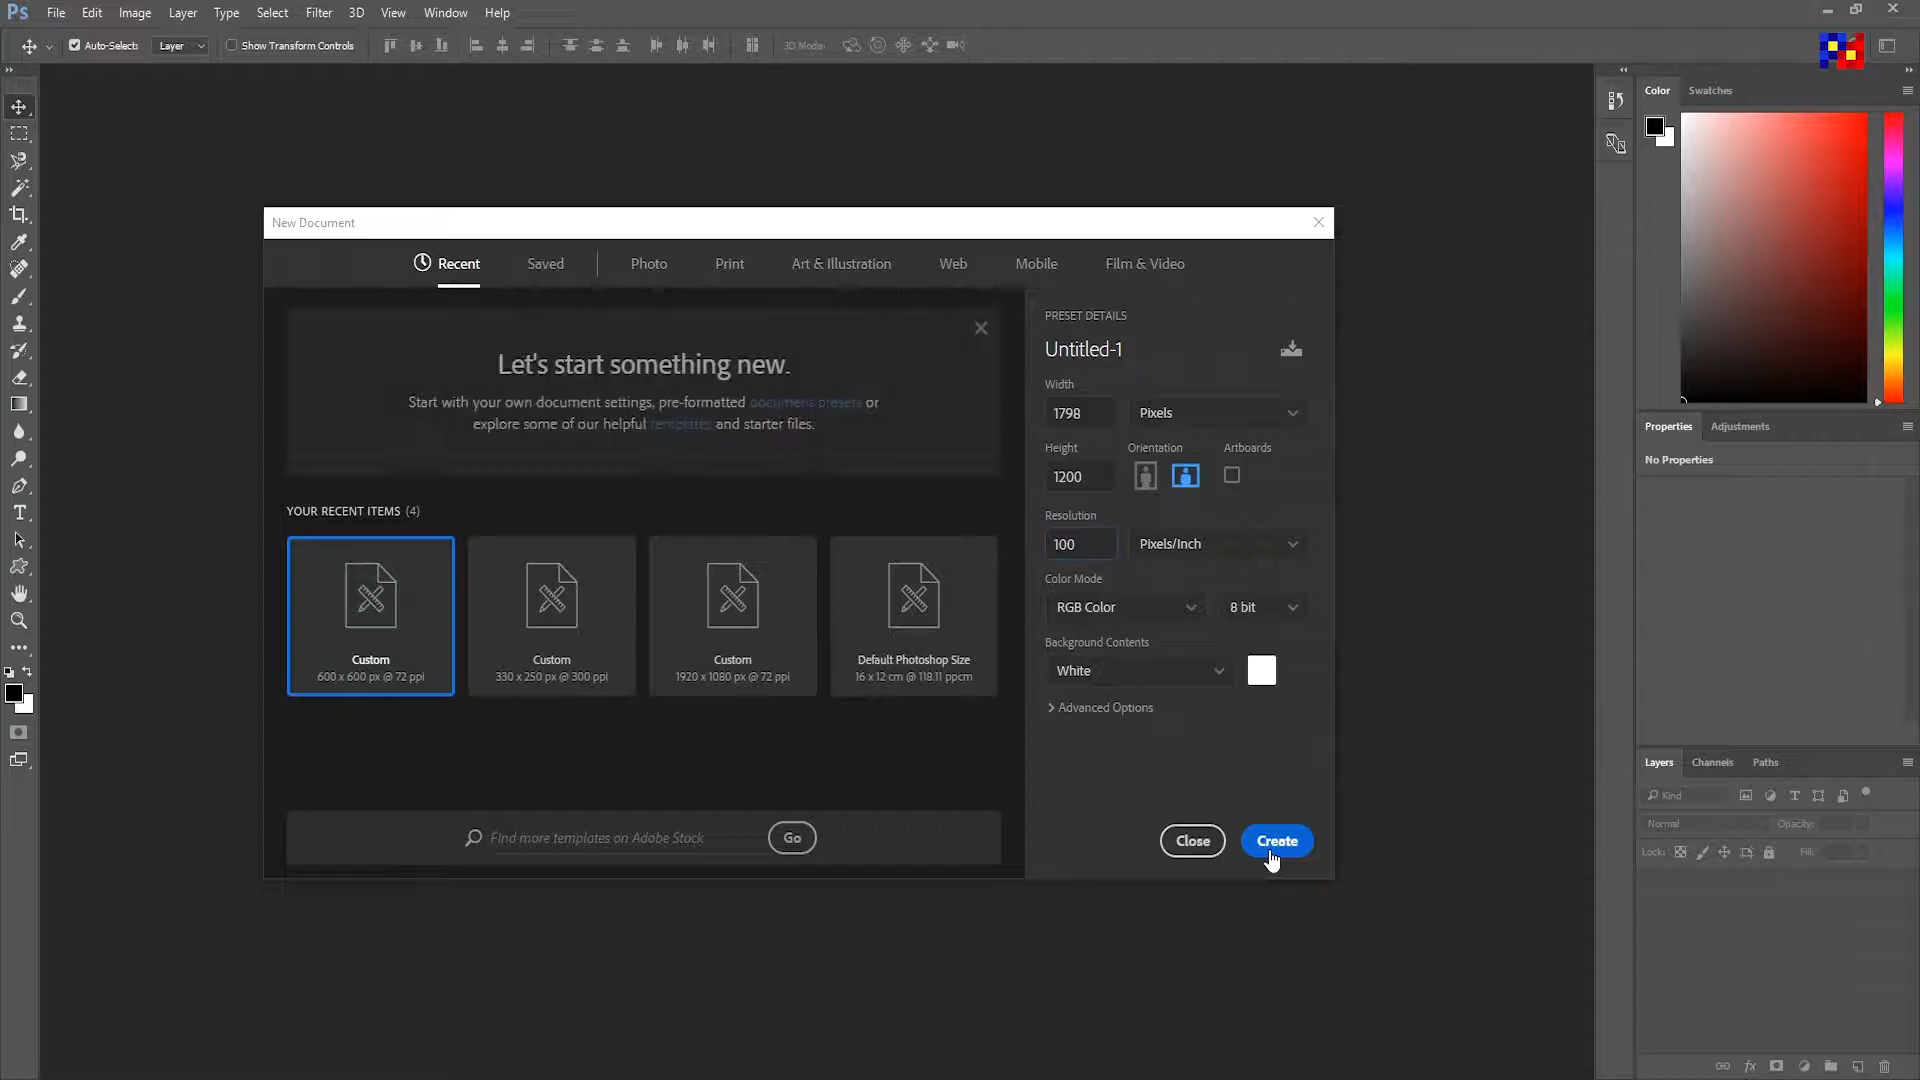 Ps File Edit Image Layer Type Select Filter 3D View Window Help
Auto-Select: Layer Show Transform Controls 3D Mode:
Color Swatches
New Document
Recent Saved Photo Print Art & Illustration Web Mobile Film & Video
Let's start something new.
Start with your own document settings, pre-formatted document presets or
explore some of our helpful templates and starter files.
YOUR RECENT ITEMS (4)
Custom
600 x 600 px @ 72 ppi
Custom
330 x 250 px @ 300 ppi
Custom
1920 x 1080 px @ 72 ppi
Default Photoshop Size
16 x 12 cm @ 118.11 ppcm
Find more templates on Adobe Stock Go
PRESET DETAILS
Untitled-1
Width
1798 Pixels
Height Orientation Artboards
1200
Resolution
100 Pixels/Inch
Color Mode
RGB Color 8 bit
Background Contents
White
Advanced Options
Close Create
Properties Adjustments
No Properties
Layers Channels Paths
Kind
Normal Opacity:
Lock: Fill: